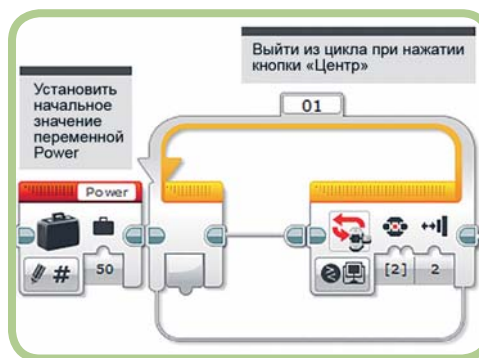 Выйти из цикла при нажатии
кнопки «Центр»
Установить
начальное
значение
переменной
Power
01
Power
#
50
[2]
2